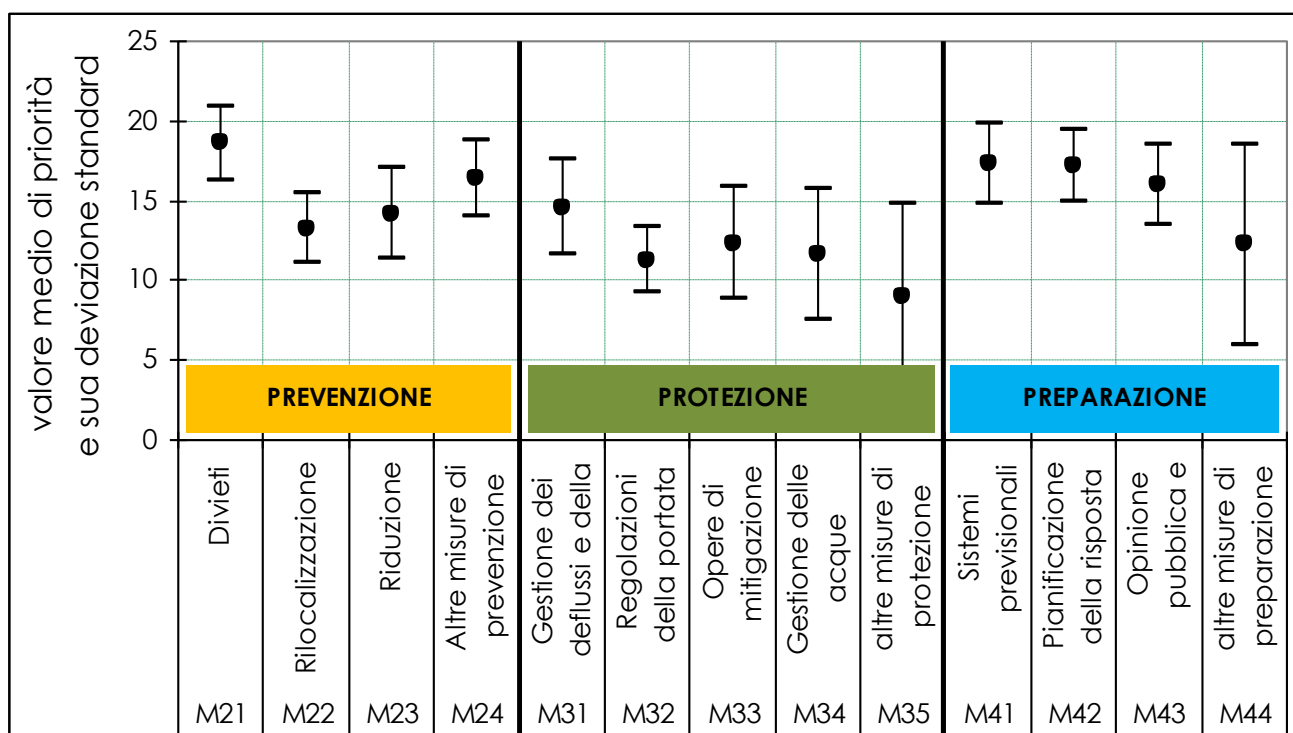 valore medio di priorità
e sua deviazione standard
25
20
15
10
5
0
PREVENZIONE
PROTEZIONE
PREPARAZIONE
Divieti
Rilocalizzazione
Riduzione
Altre misure di
prevenzione
Gestione dei
deflussi e della
Regolazioni
della portata
Opere di
mitigazione
Gestione delle
acque
altre misure di
protezione
Sistemi
previsionali
Pianificazione
della risposta
Opinione
pubblica e
altre misure di
preparazione
M21
M22
M23
M24
M31
M32
M33
M34
M35
M41
M42
M43
M44